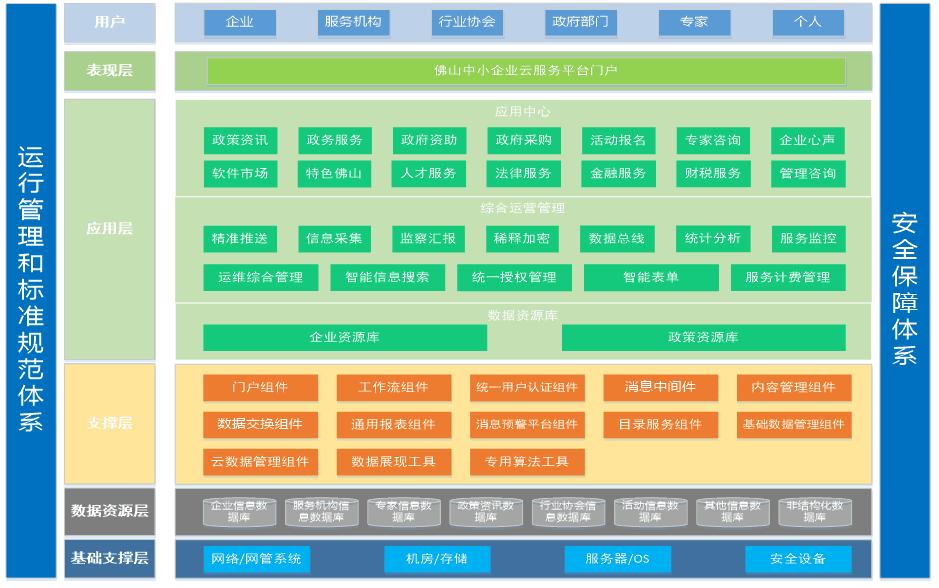 运行管理和标准规范体系
用户
企业
服务机构
行业协会
政府部门
专家
个人
表现层
佛山中小企业云服务平台门户
应用层
应用中心
政策资讯
政务服务
政府资助
政府采购
活动报名
专家咨询
企业心声
软件市场
特色佛山
人才服务
法律服务
金融服务
财税服务
管理咨询
综合运营管理
精准推送
信息采集
监察汇报
稀释加密
数据总线
统计分析
服务监控
运维综合管理
智能信息搜索
统一授权管理
智能表单
服务计费管理
数据资源库
企业资源库
政策资源库
支撑层
门户组件
工作流组件
统一用户认证组件
消息中间件
内容管理组件
数据交换组件
通用报表组件
消息预警平台组件
目录服务组件
基础数据管理组件
云数据管理组件
数据展现工具
专用算法工具
数据资源层
企业信息数
据库
服务机构信
息数据库
专家信息数
据库
政策资讯数
据库
行业协会信
息数据库
活动信息数
据库
其他信息数
据库
非结构化数
据库
基础支撑层
网络/网管系统
机房/存储
服务器/OS
安全设备
安全保障体系